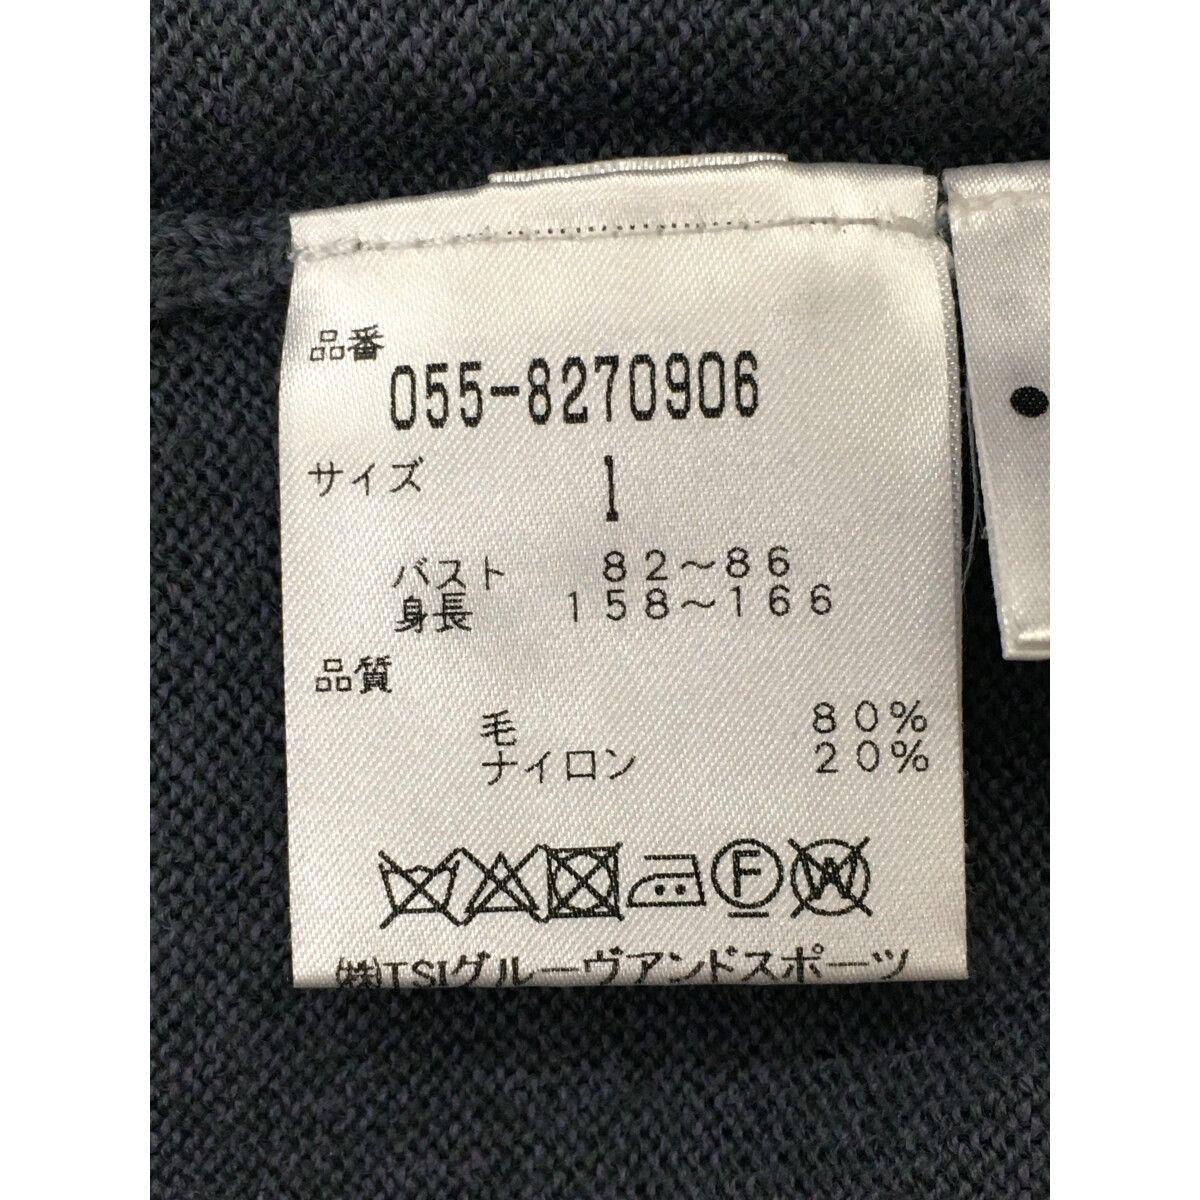 品番
055-8270906
サイズ 1
バスト 82~86
身長 158~166
品質
毛 80%
ナイロン 20%
F W
㈱TSIグルーヴアンドスポーツ